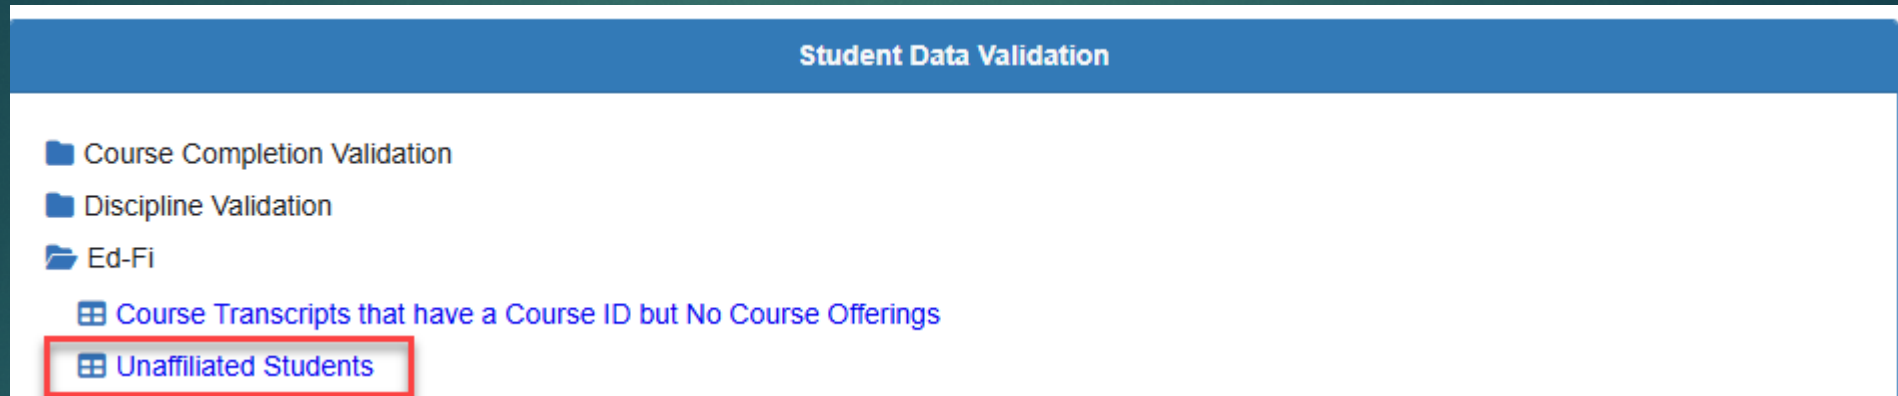 Student Data Validation
Course Completion Validation
Discipline Validation
Ed-Fi
Course Transcripts that have a Course ID but No Course Offerings
Unaffiliated Students